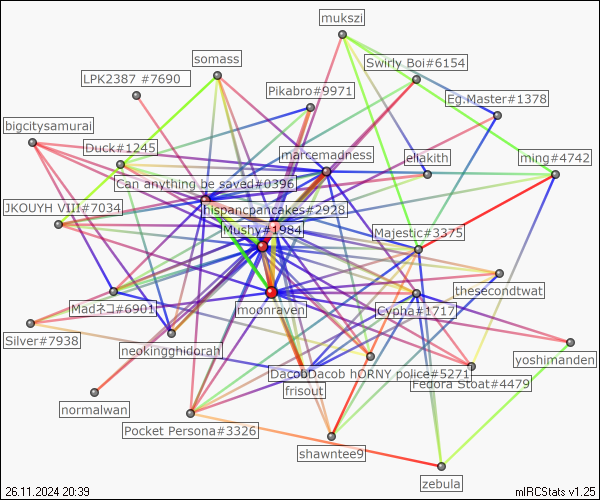 mukszi
somass
Swirly Boi#6154
LPK2387 #7690
Pikabro#9971
Eg.Master#1378
bigcitysamurai
Duck#1245
marcemadness
eliakith
ming#4742
Can anything be saved#0396
JKOUYH VIII#7034
hispancpancakes#2928
Mushy#1984
Majestic#3375
thesecondtwat
Madネコ#6901
moonraven
Cypha#1717
Silver#7938
neokingghidorah
yoshimanden
DacobDacob hORNY police#5271
Fedora Stoat#4479
frisout
normalwan
Pocket Persona#3326
shawntee9
zebula
26.11.2024 20:39
mIRCStats v1.25